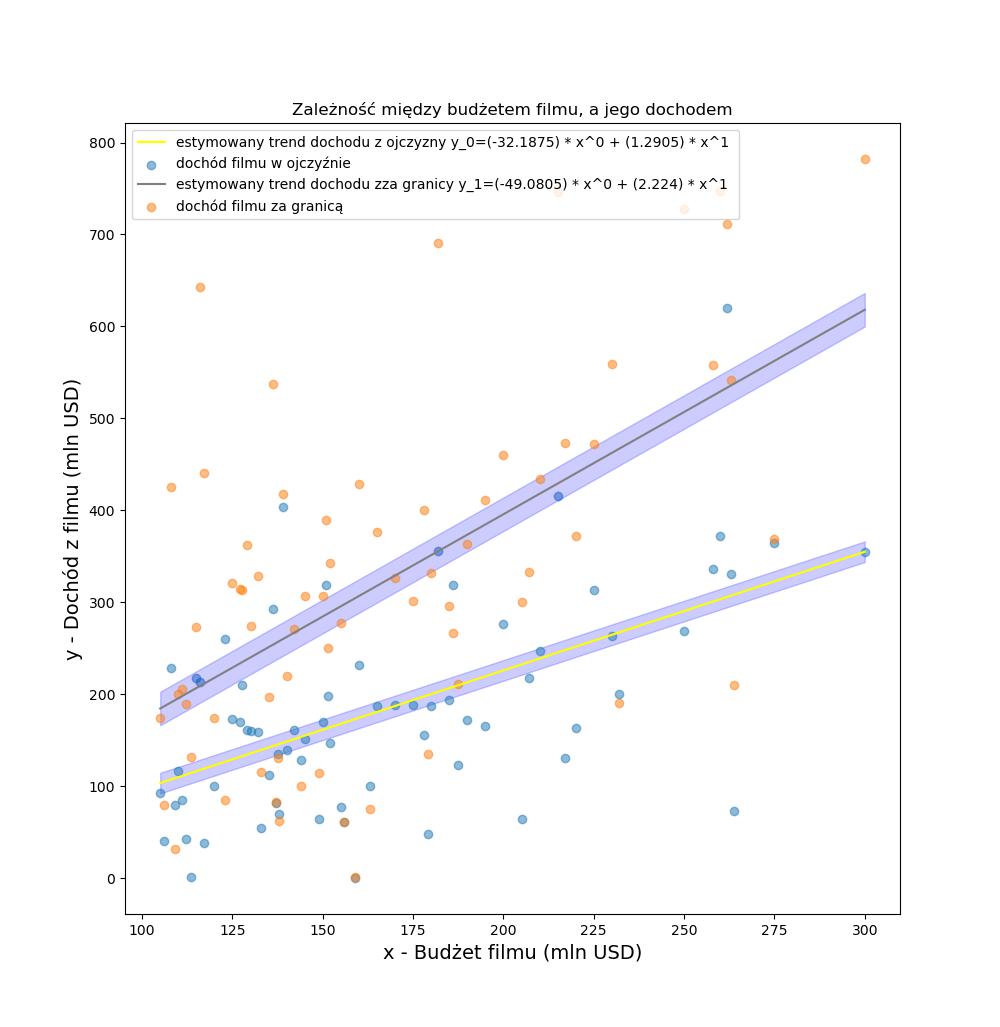 Zależność między budżetem filmu, a jego dochodem
estymowany trend dochodu z ojczyzny y_0=(-32.1875) * x^0 + (1.2905) * x^1
dochód filmu w ojczyźnie
estymowany trend dochodu zza granicy y_1=(-49.0805) * x^0 + (2.224) * x^1
dochód filmu za granicą
y - Dochód z filmu (mln USD)
800
700
600
500
400
300
200
100
0
100 125 150 175 200 225 250 275 300
x - Budżet filmu (mln USD)